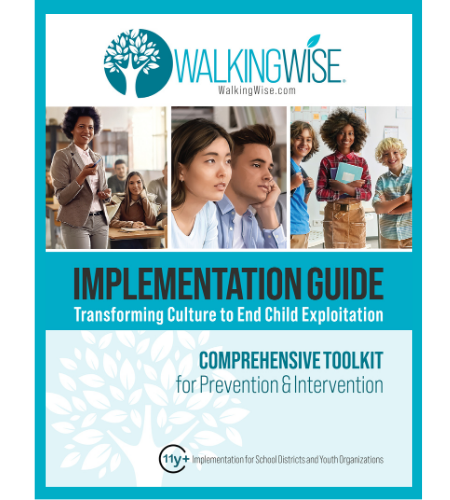 WALKINGWISE®
WalkingWise.com
IMPLEMENTATION GUIDE
Transforming Culture to End Child Exploitation
COMPREHENSIVE TOOLKIT
for Prevention & Intervention
11y+ Implementation for School Districts and Youth Organizations